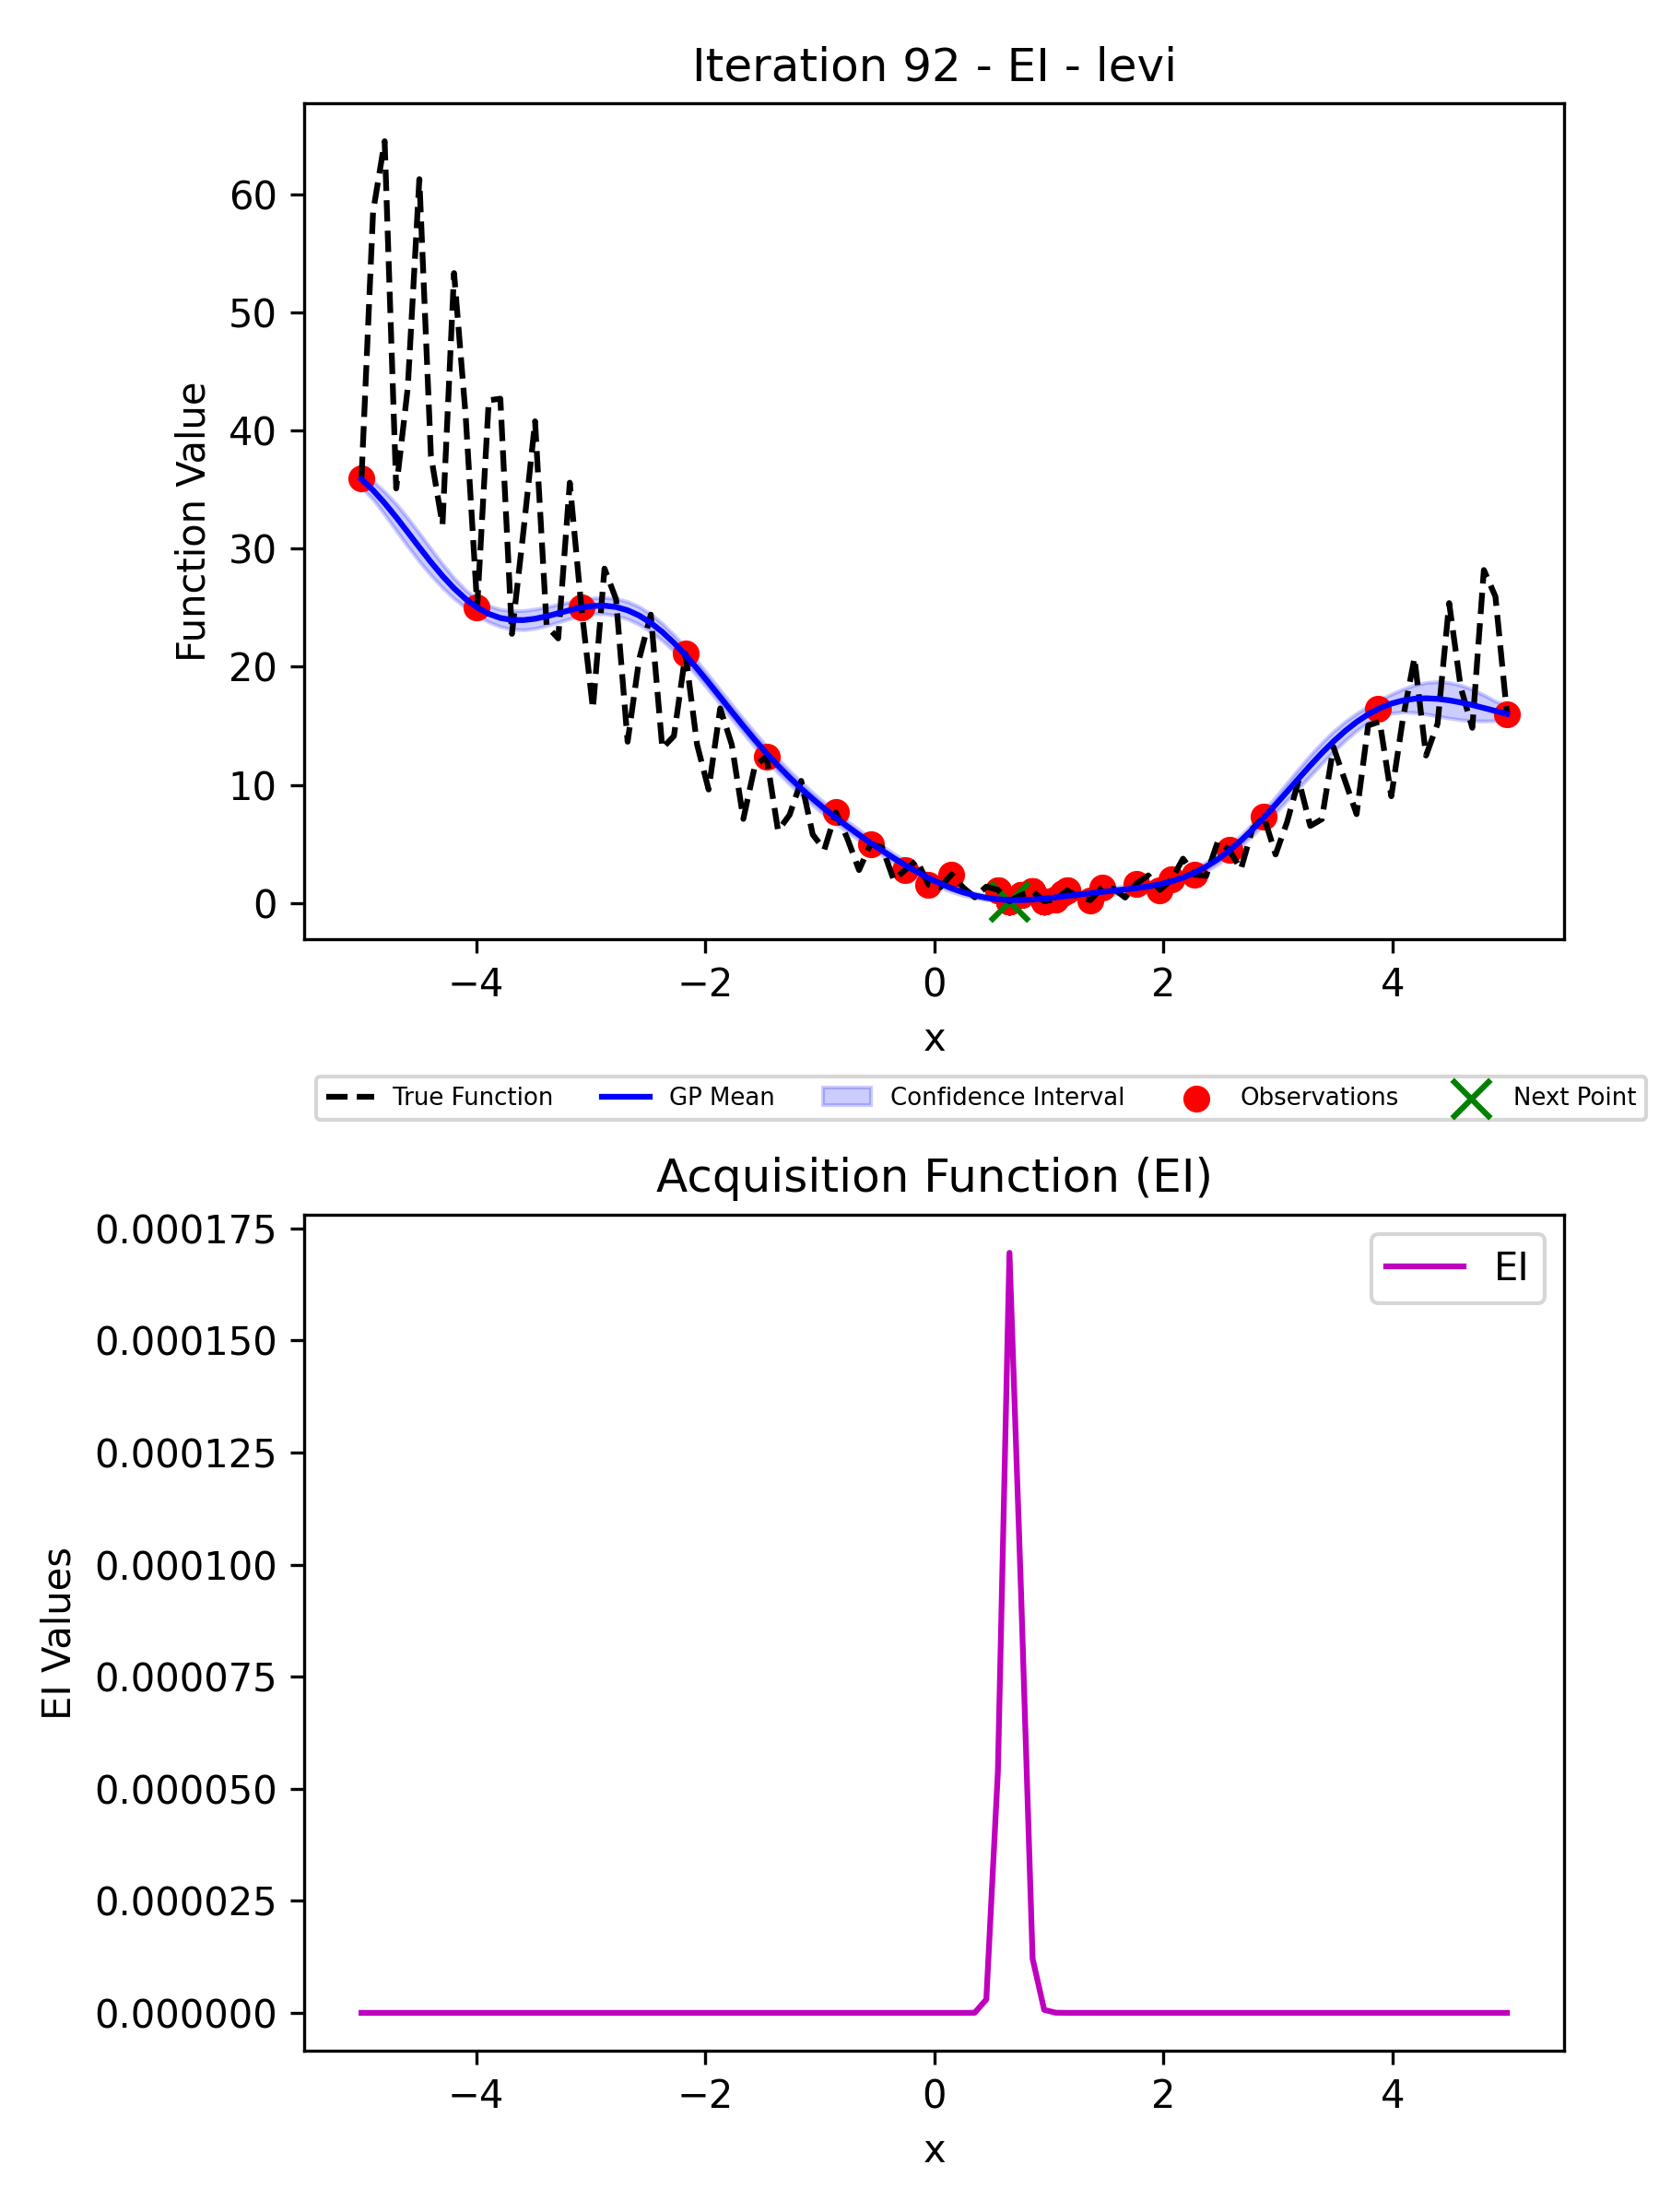 Iteration 92 - EI - levi
60
50
40
30
20
10
0
Function Value
−4 −2 0 2 4
x
True Function GP Mean Confidence Interval Observations Next Point
Acquisition Function (EI)
EI
0.000175
0.000150
0.000125
0.000100
0.000075
0.000050
0.000025
0.000000
EI Values
−4 −2 0 2 4
x